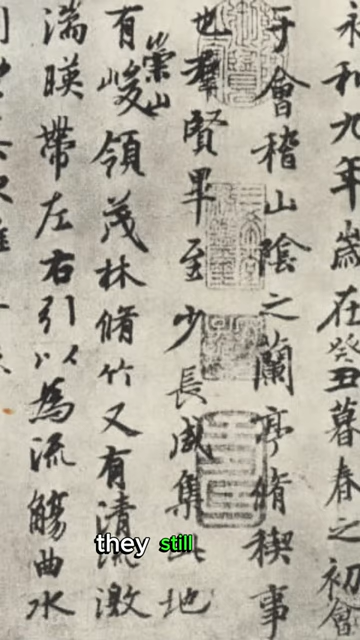 永和九年歲在癸丑暮春之初會
于會稽山陰之蘭亭脩稧事
也羣賢畢至少長咸集此地
有崇山峻領茂林脩竹又有清流激
湍暎帶左右引以為流觴曲水
they still